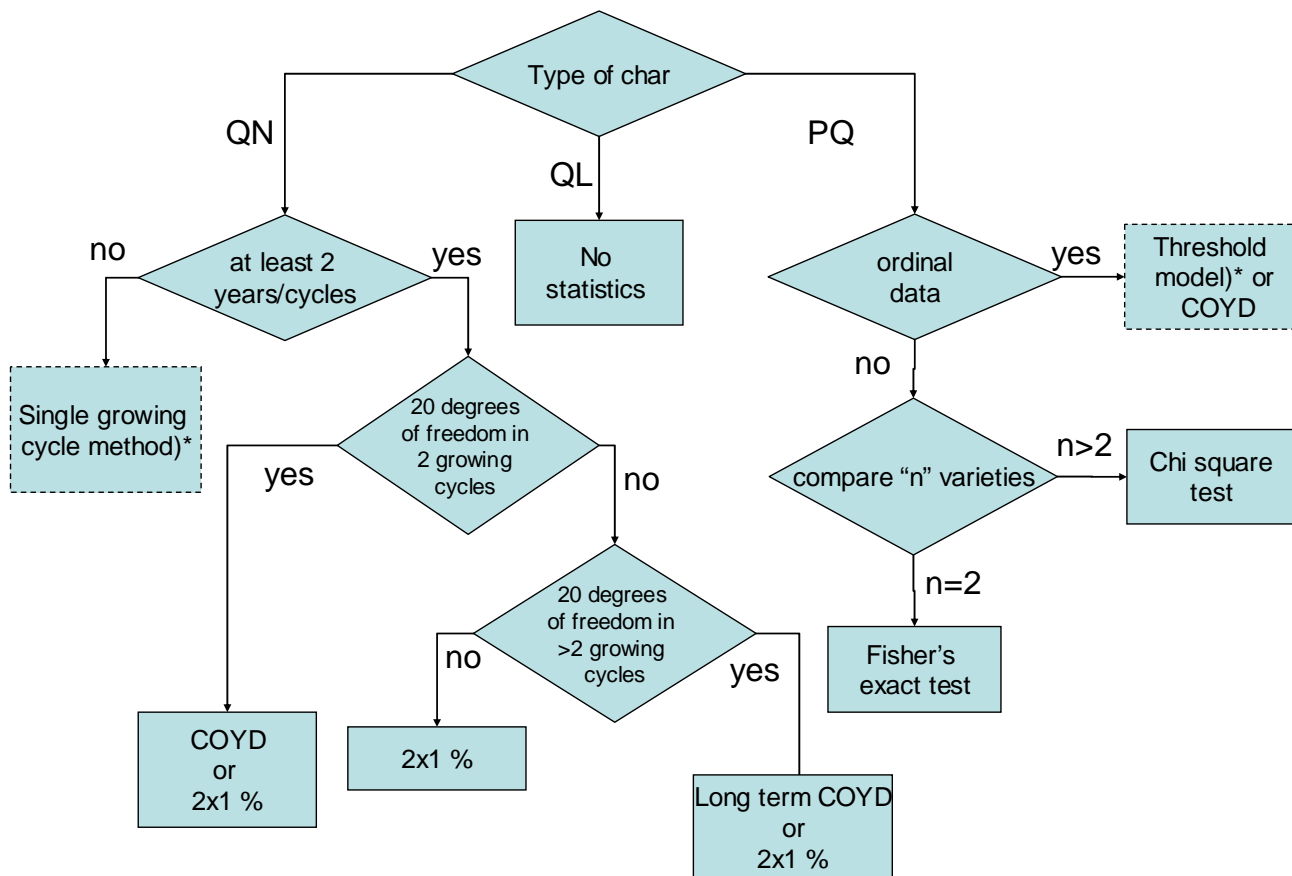 Type of char
QN
QL
PQ
no
at least 2
years/cycles
yes
No
statistics
ordinal
data
yes
Threshold
model)* or
COYD
no
Single growing
cycle method)*
20 degrees
of freedom in
2 growing
cycles
yes
no
compare “n” varieties
n>2
Chi square
test
n=2
20 degrees
of freedom in
>2 growing
cycles
no
yes
Fisher’s
exact test
COYD
or
2x1 %
2x1 %
Long term COYD
or
2x1 %